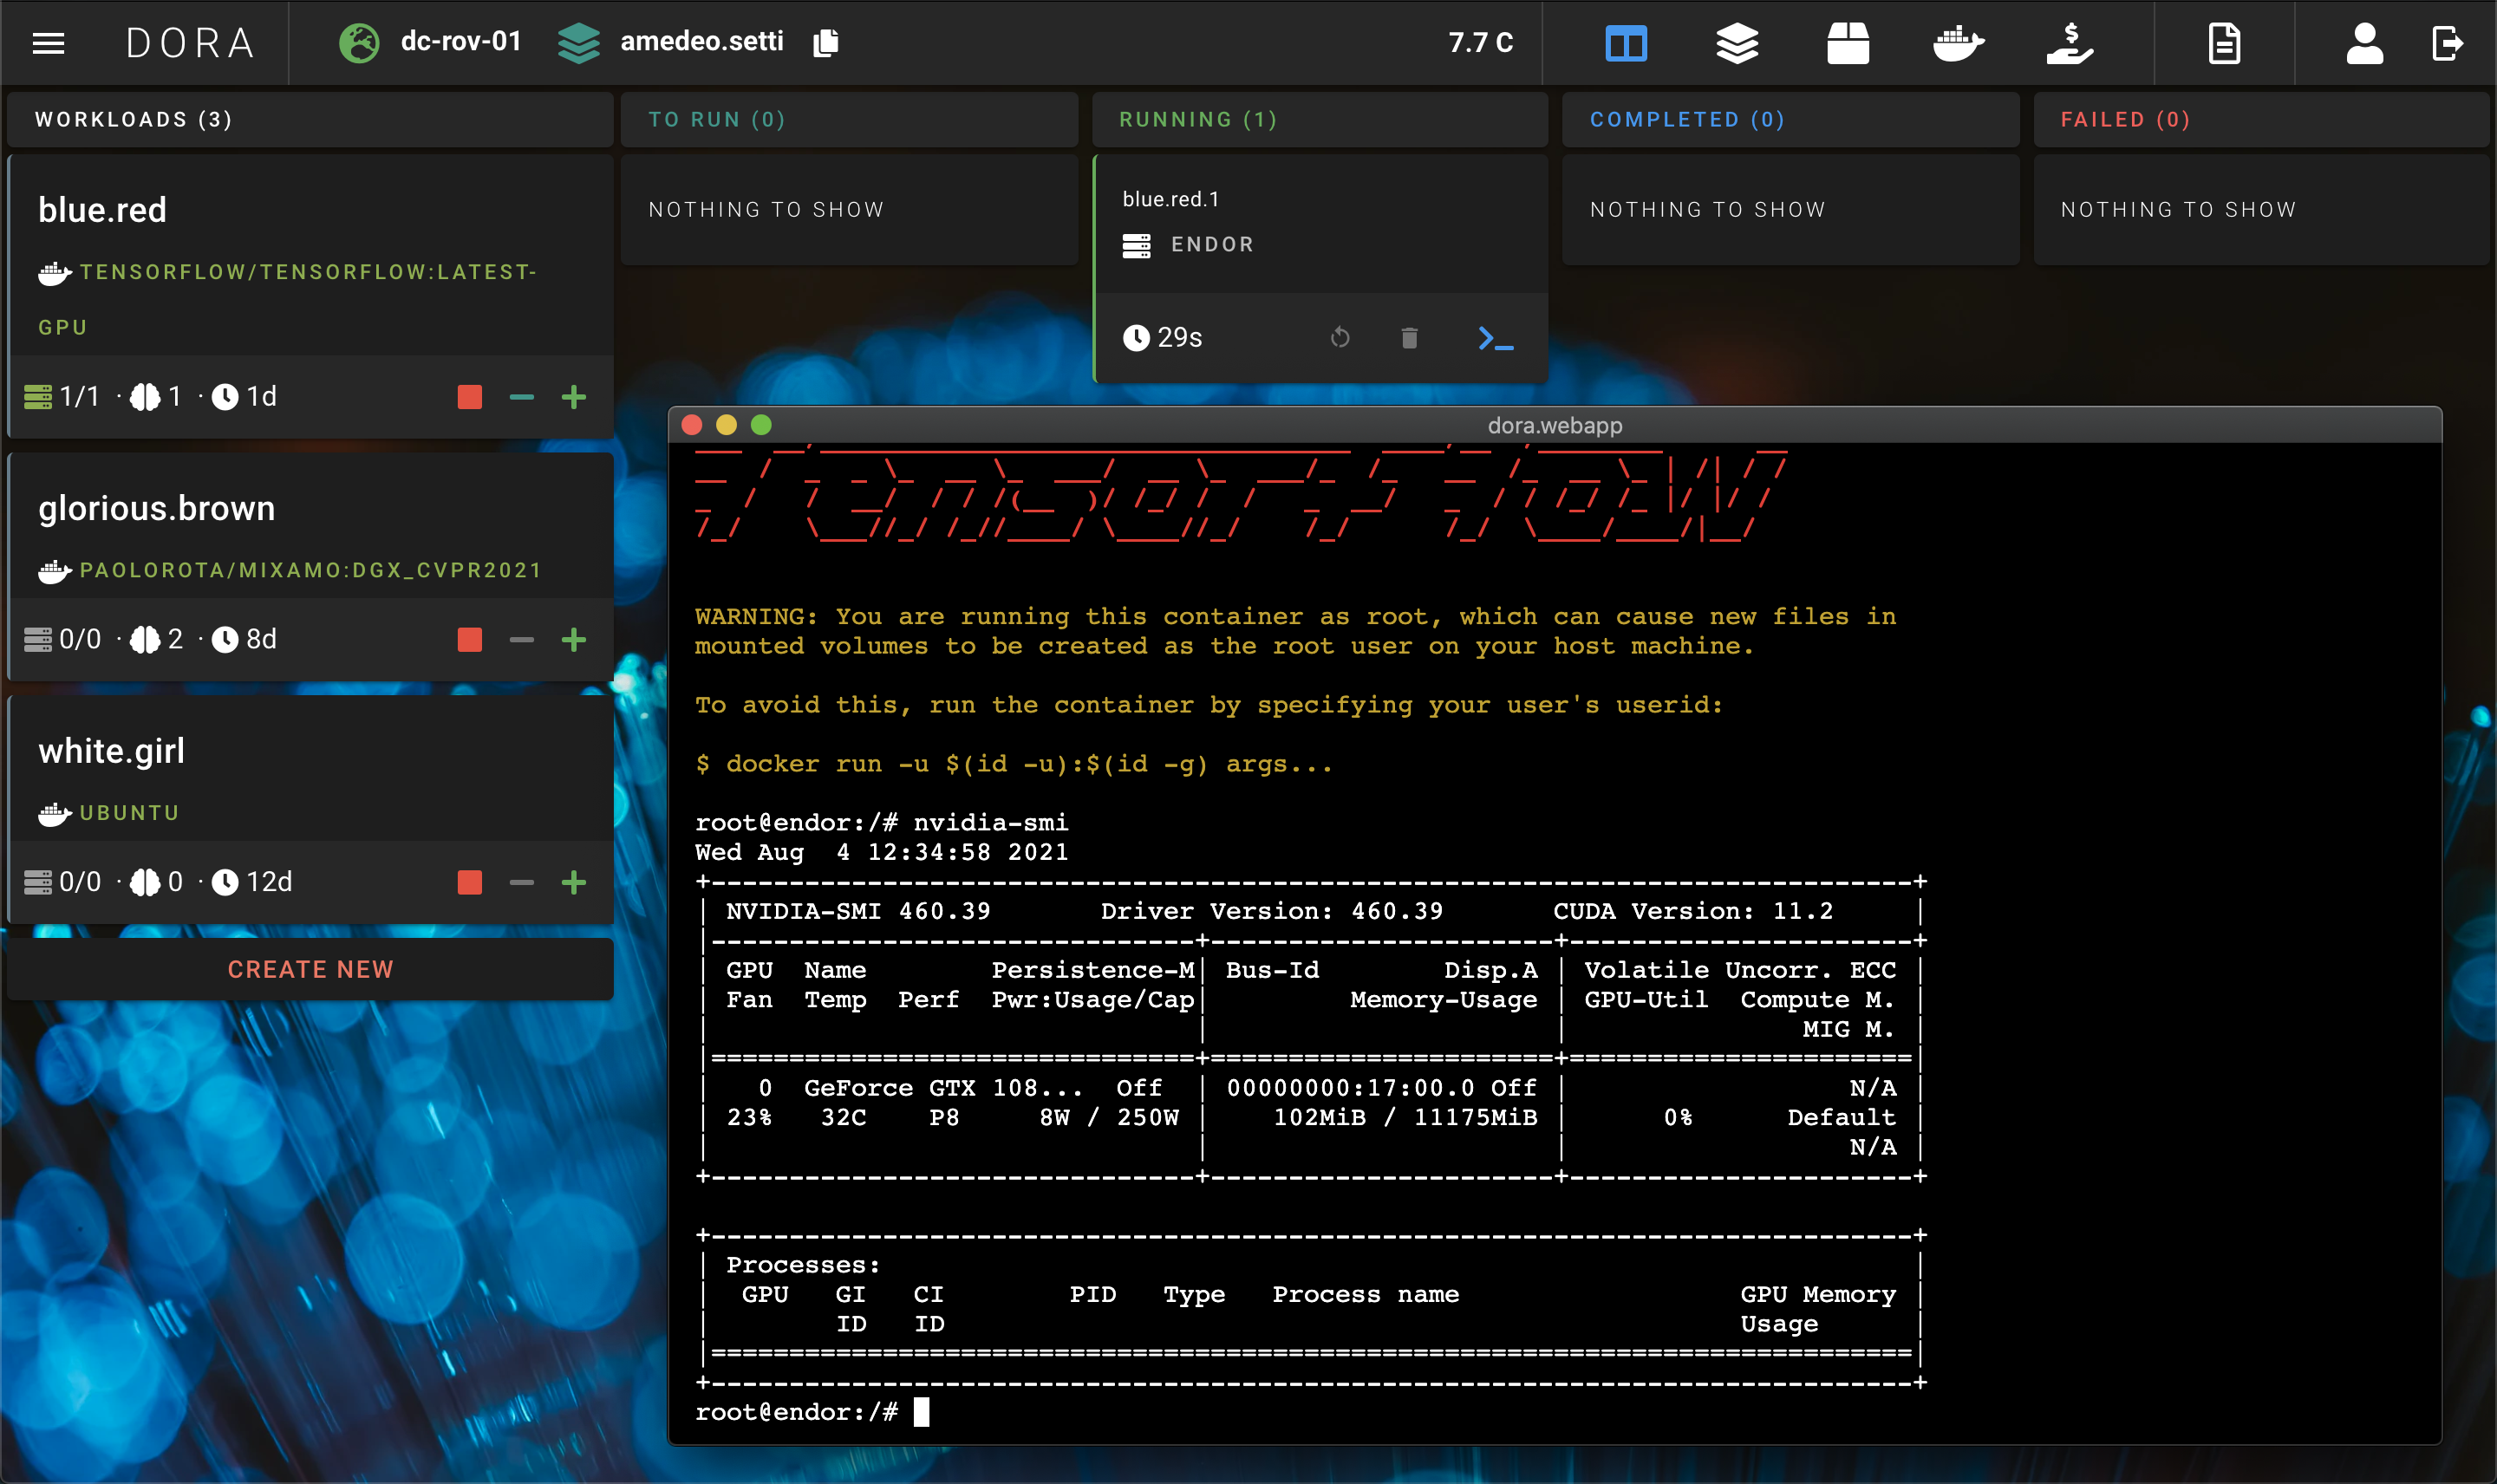 DORA
dc-rov-01
amedeo.setti
7.7 C
WORKLOADS (3)
TO RUN (0)
RUNNING (1)
COMPLETED (0)
FAILED (0)
blue.red
TENSORFLOW/TENSORFLOW:LATEST-
GPU
1/1 · 1 · 1d
glorious.brown
PAOLOROTA/MIXAMO:DGX_CVPR2021
0/0 · 2 · 8d
white.girl
UBUNTU
0/0 · 0 · 12d
CREATE NEW
NOTHING TO SHOW
blue.red.1
ENDOR
29s
NOTHING TO SHOW
NOTHING TO SHOW
dora.webapp
TensorFlow
WARNING: You are running this container as root, which can cause new files in
mounted volumes to be created as the root user on your host machine.
To avoid this, run the container by specifying your user's userid:
$ docker run -u $(id -u):$(id -g) args...
root@endor:/# nvidia-smi
Wed Aug  4 12:34:58 2021
+-----------------------------------------------------------------------------+
| NVIDIA-SMI 460.39       Driver Version: 460.39       CUDA Version: 11.2     |
|-------------------------------+----------------------+----------------------+
| GPU  Name        Persistence-M| Bus-Id        Disp.A | Volatile Uncorr. ECC |
| Fan  Temp  Perf  Pwr:Usage/Cap|         Memory-Usage | GPU-Util  Compute M. |
|                               |                      |               MIG M. |
|===============================+======================+======================|
|   0  GeForce GTX 108...  Off  | 00000000:17:00.0 Off |                  N/A |
| 23%   32C    P8     8W / 250W |    102MiB / 11175MiB |      0%      Default |
|                               |                      |                  N/A |
+-------------------------------+----------------------+----------------------+
+-----------------------------------------------------------------------------+
| Processes:                                                                  |
|  GPU   GI   CI        PID   Type   Process name                  GPU Memory |
|        ID   ID                                                   Usage      |
|=============================================================================|
+-----------------------------------------------------------------------------+
root@endor:/#